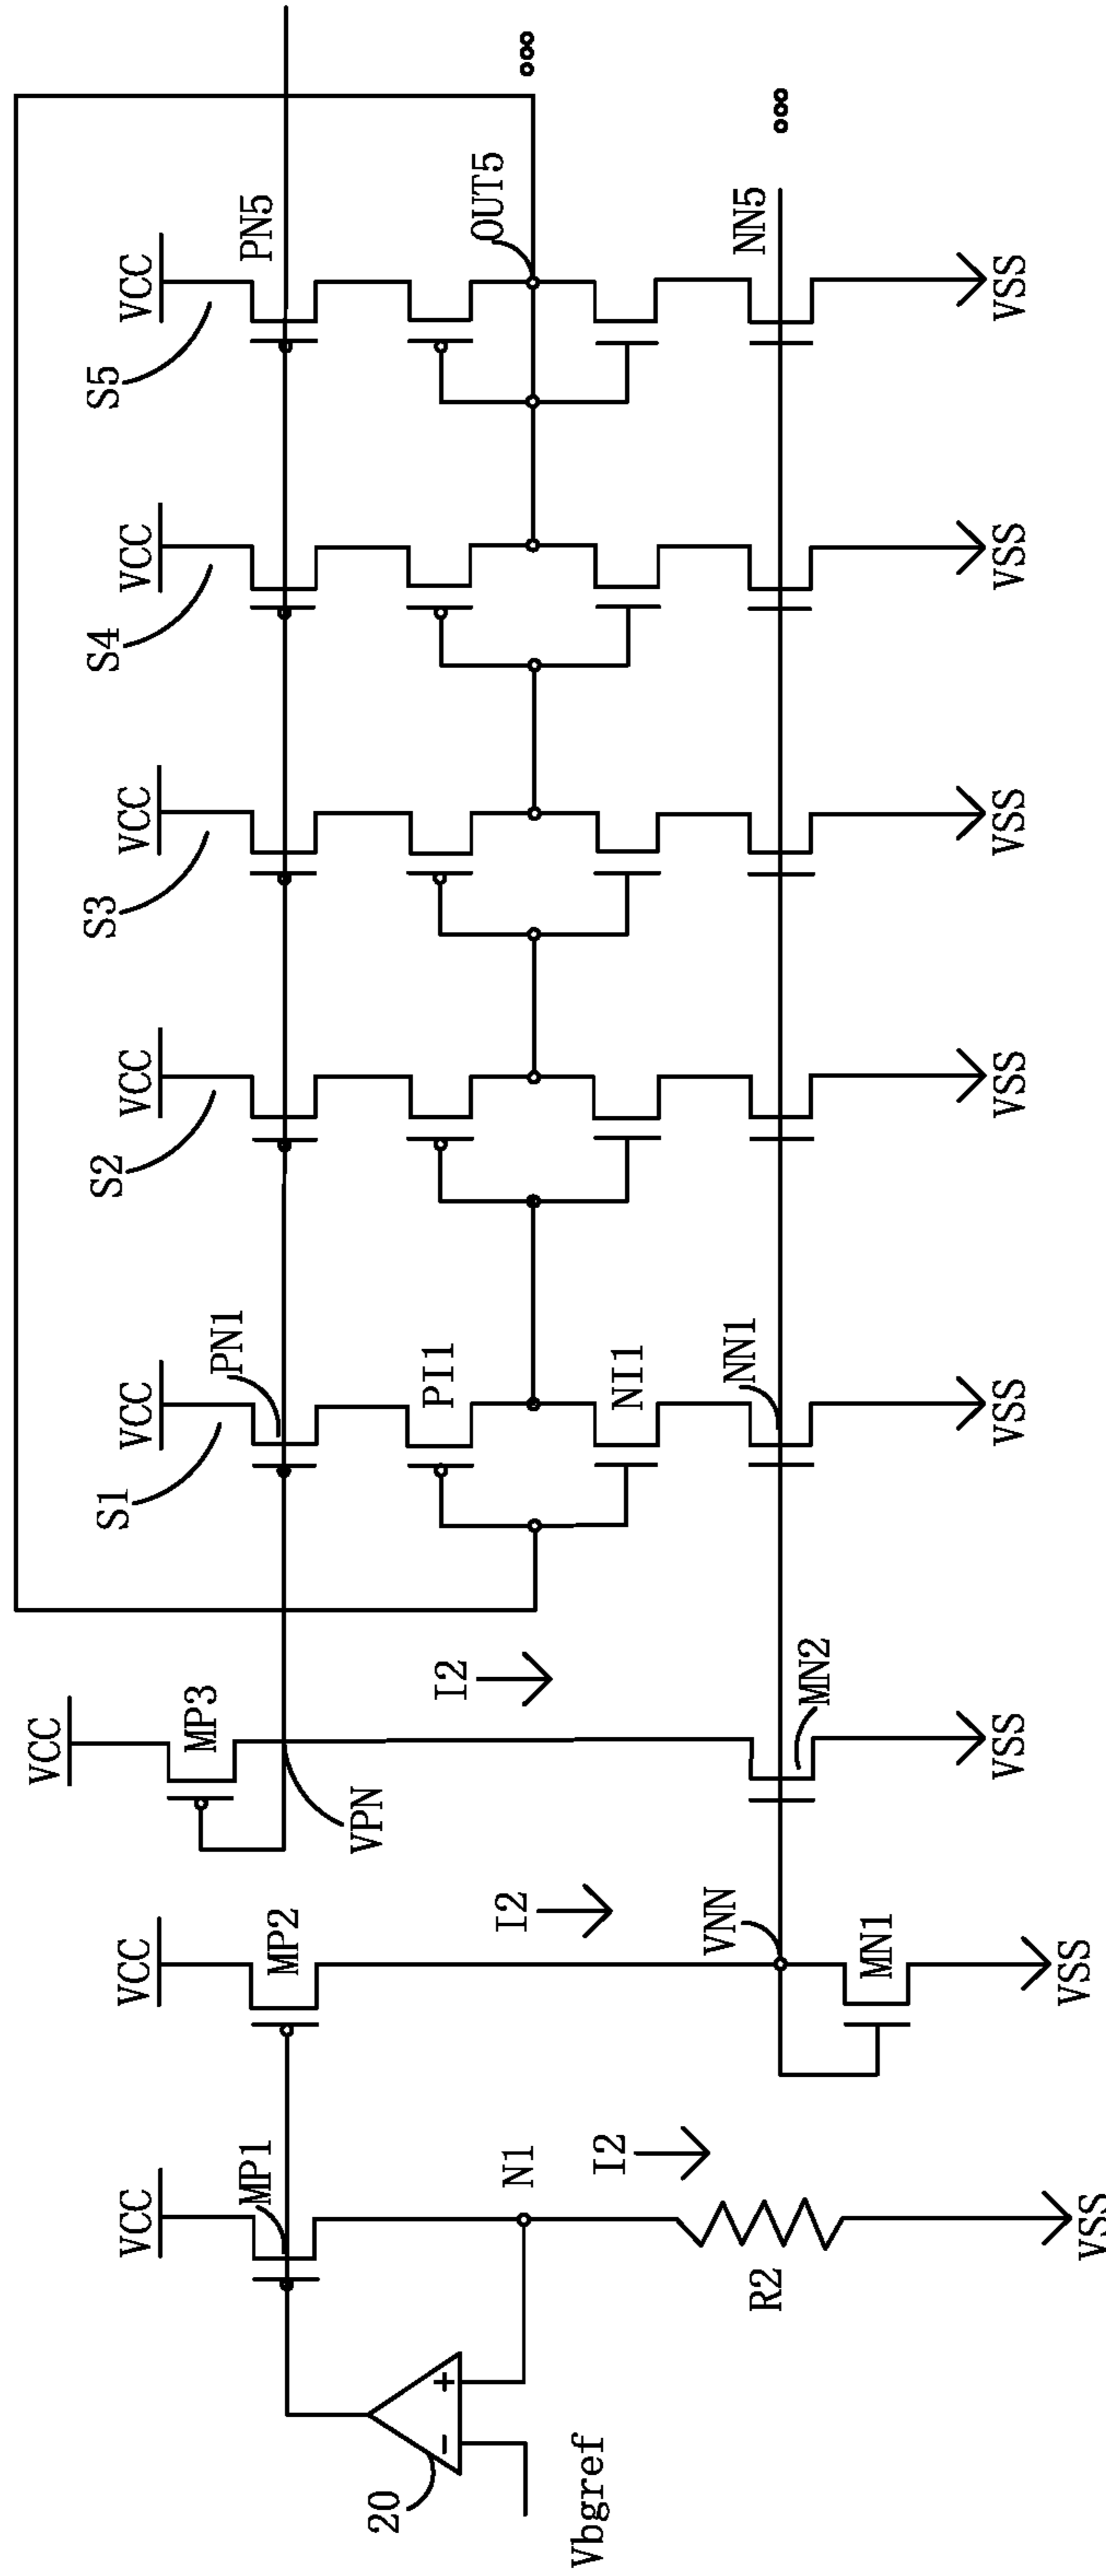 20
Vbgref
VCC
MP1
N1
I2
R2
VSS
VCC
MP2
I2
VNN
MN1
VSS
VCC
MP3
VPN
I2
MN2
VSS
S1
VCC
PN1
PI1
NI1
NN1
VSS
S2
VCC
VSS
S3
VCC
VSS
S4
VCC
VSS
S5
VCC
PN5
OUT5
NN5
VSS